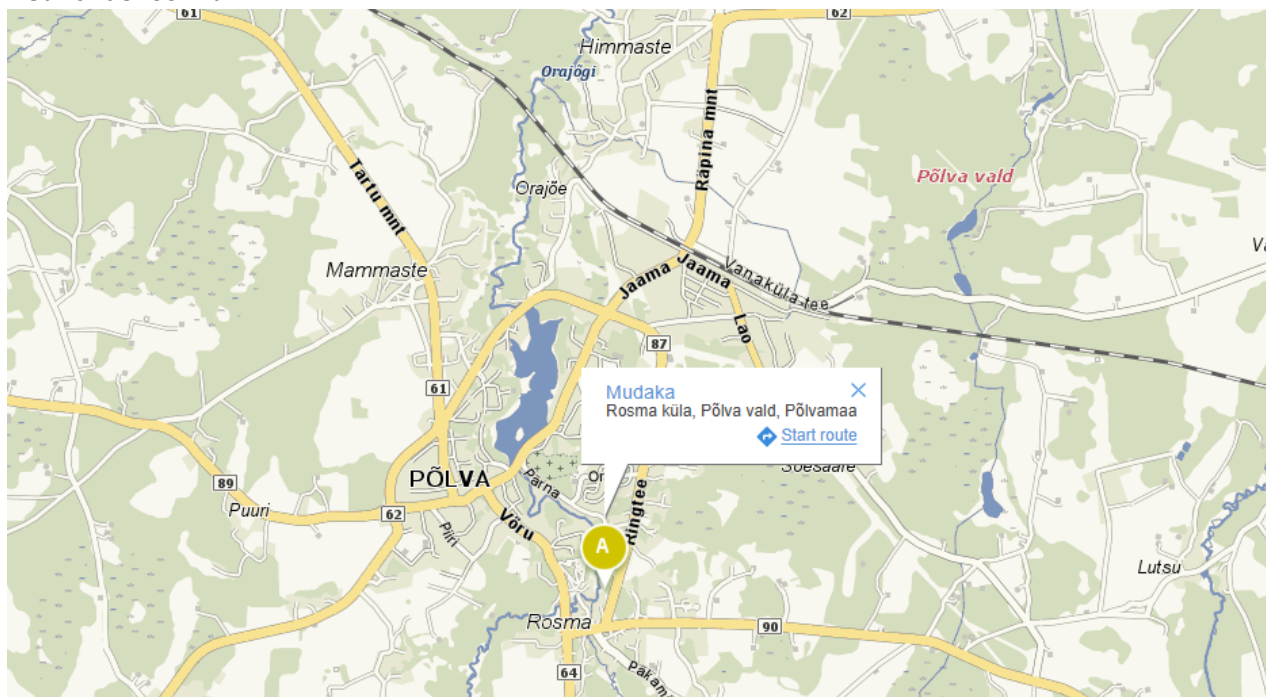 61
62
Himmaste
Orajõgi
Räpina mnt
Põlva vald
Tartu mnt
Orajõe
Mammaste
Jaama
Jaama
Vanaküla tee
Lao
87
61
Mudaka
Rosma küla, Põlva vald, Põlvamaa
Start route
Soesaare
PÕLVA
Pärna
Or
89
Puuri
62
Piiri
Võru
Ringtee
A
Lutsu
Rosma
90
64